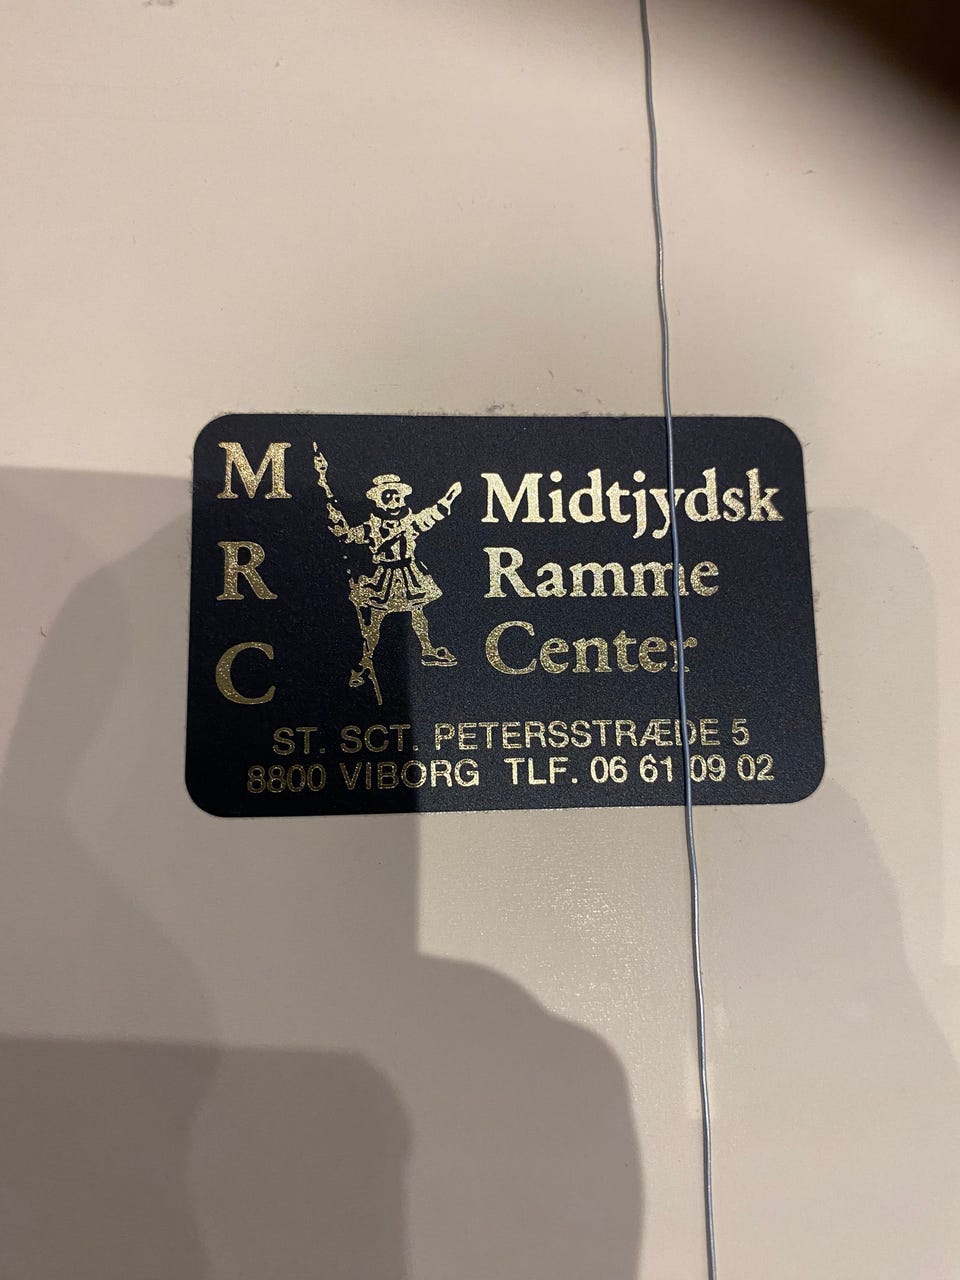 M
R
C
Midtjydsk
Ramme
Center
ST. SCT. PETERSSTRÆDE 5
8800 VIBORG TLF. 06 61 09 02